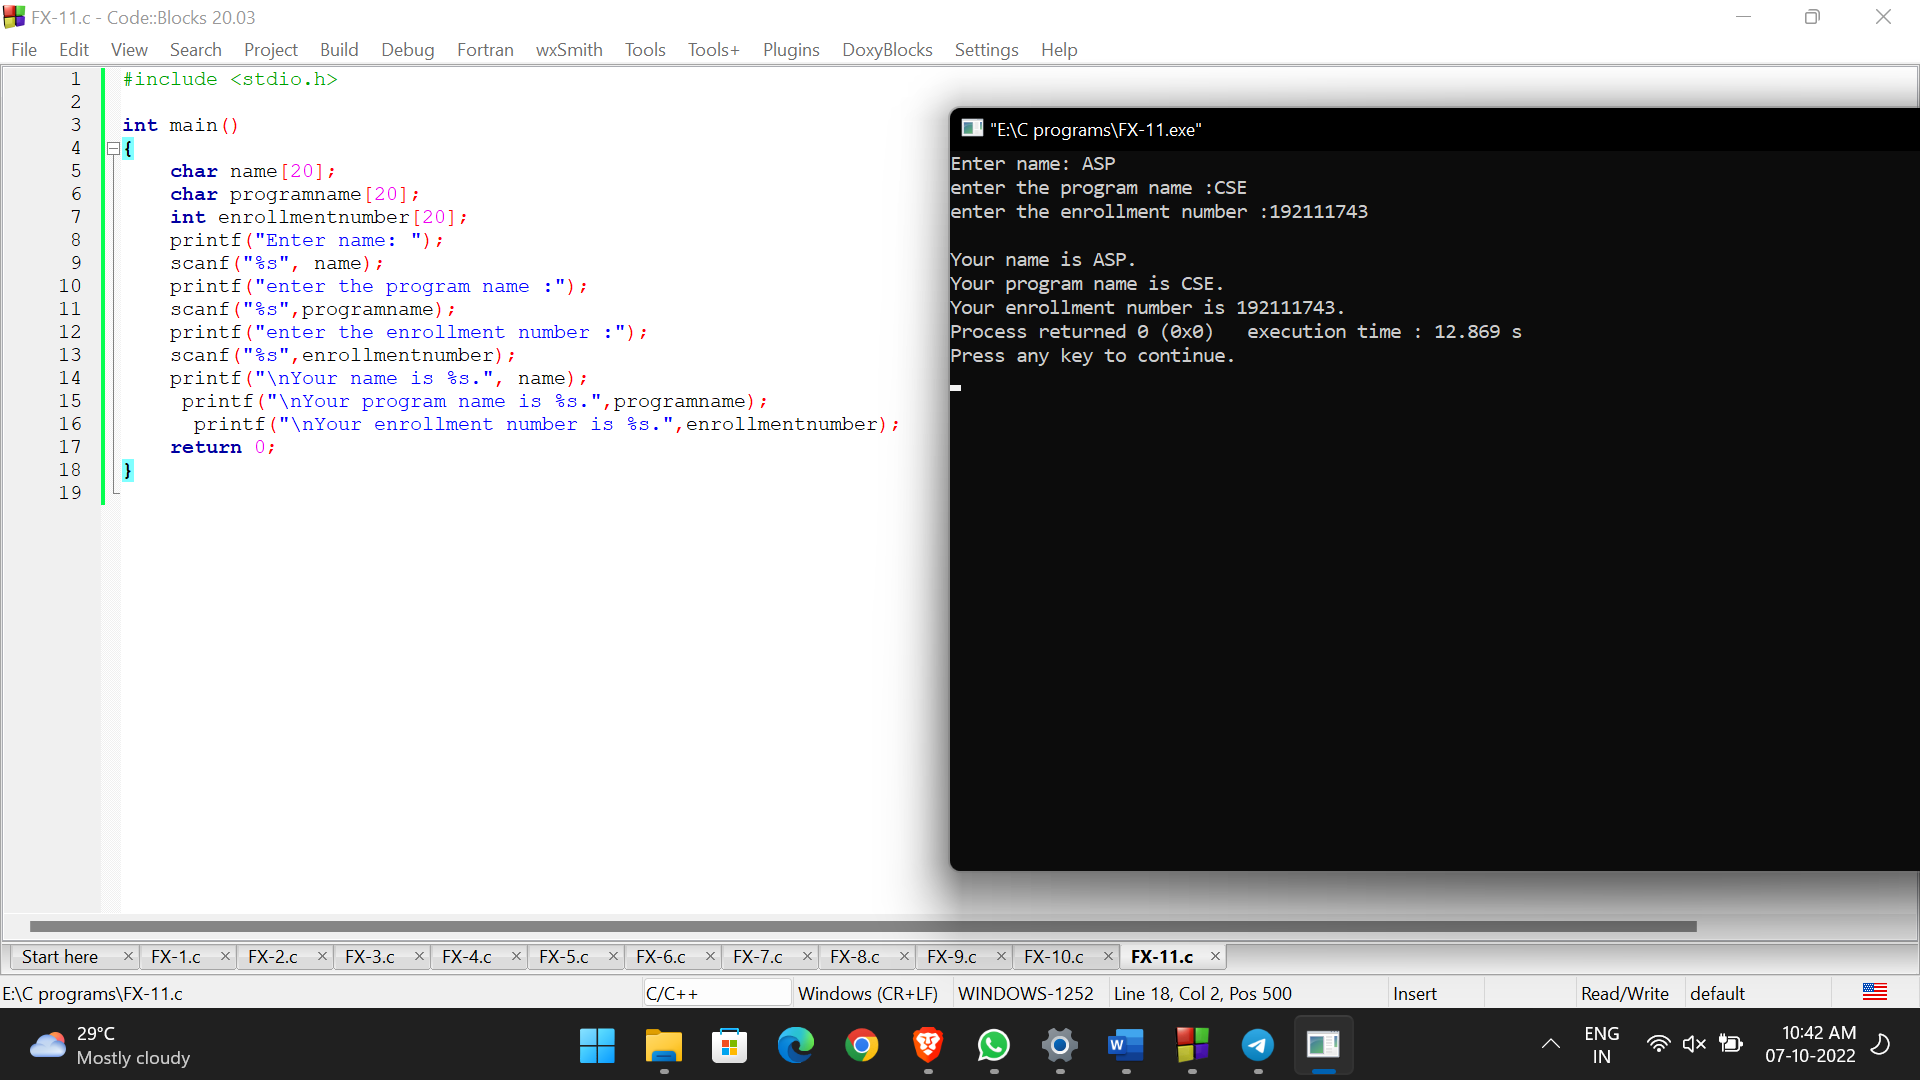 FX-11.c - Code::Blocks 20.03
File Edit View Search Project Build Debug Fortran wxSmith Tools Tools+ Plugins DoxyBlocks Settings Help
1 #include <stdio.h>
2
3 int main()
4 {
5 char name[20];
6 char programname[20];
7 int enrollmentnumber[20];
8 printf("Enter name: ");
9 scanf("%s", name);
10 printf("enter the program name :");
11 scanf("%s",programname);
12 printf("enter the enrollment number :");
13 scanf("%s",enrollmentnumber);
14 printf("\nYour name is %s.", name);
15 printf("\nYour program name is %s.",programname);
16 printf("\nYour enrollment number is %s.",enrollmentnumber);
17 return 0;
18 }
19
"E:\C programs\FX-11.exe"
Enter name: ASP
enter the program name :CSE
enter the enrollment number :192111743
Your name is ASP.
Your program name is CSE.
Your enrollment number is 192111743.
Process returned 0 (0x0) execution time : 12.869 s
Press any key to continue.
Start here FX-1.c FX-2.c FX-3.c FX-4.c FX-5.c FX-6.c FX-7.c FX-8.c FX-9.c FX-10.c FX-11.c
E:\C programs\FX-11.c C/C++ Windows (CR+LF) WINDOWS-1252 Line 18, Col 2, Pos 500 Insert Read/Write default
29°C
Mostly cloudy
W
ENG
IN
10:42 AM
07-10-2022